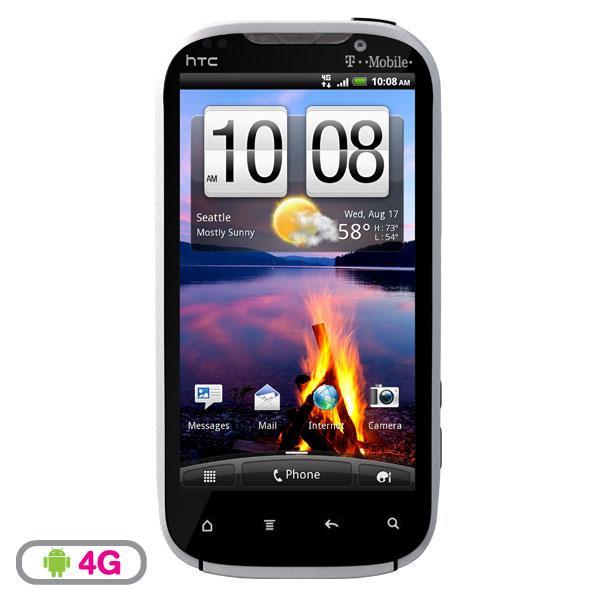 hTC
T··Mobile·
4G
10:08 AM
10 08
AM
Seattle
Mostly Sunny
Wed, Aug 17
58°
H: 73°
L: 54°
Messages Mail Internet Camera
Phone
4G